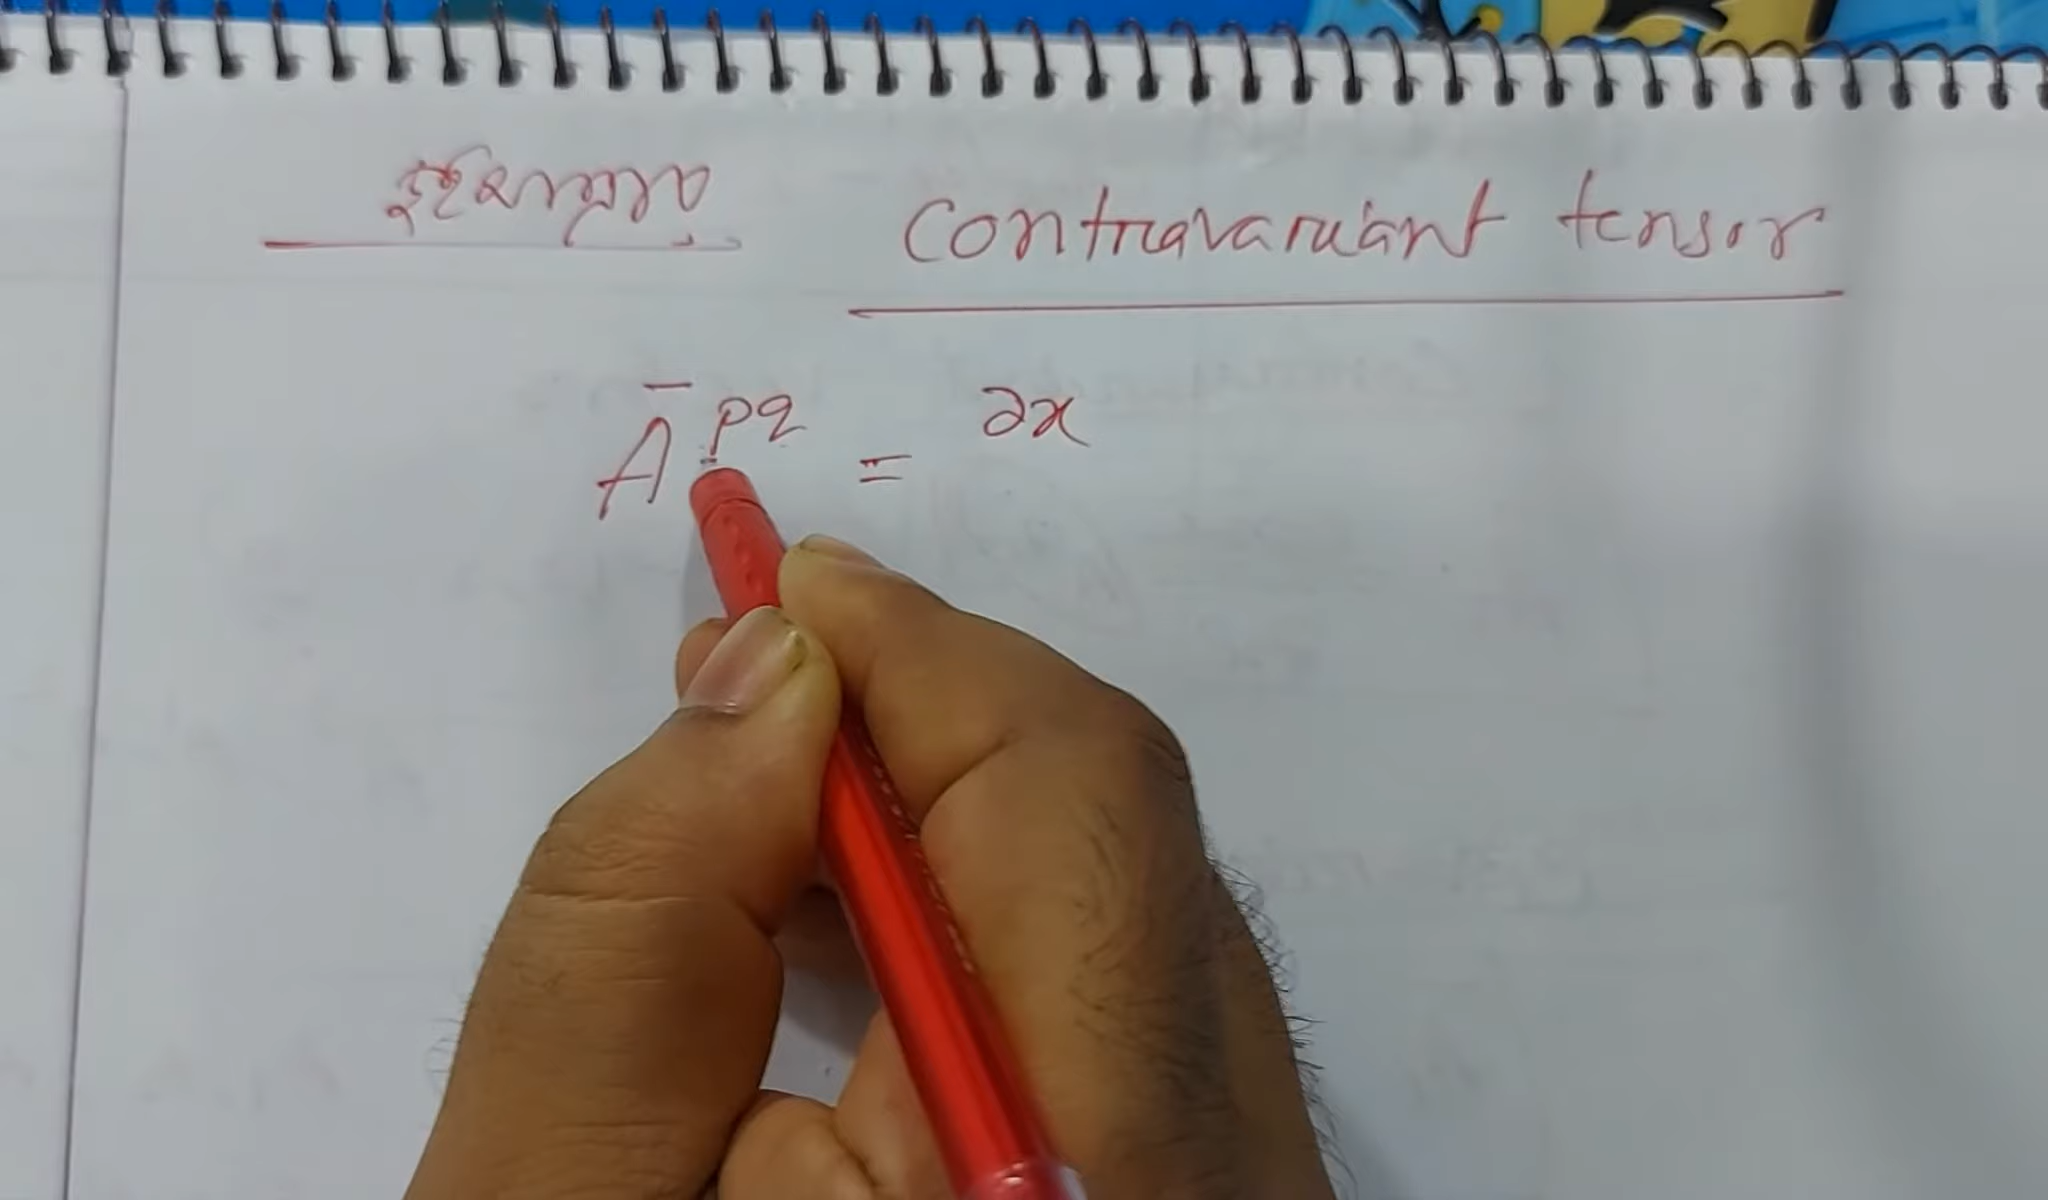 contravariant tensor
Ā^{pq} = ∂x